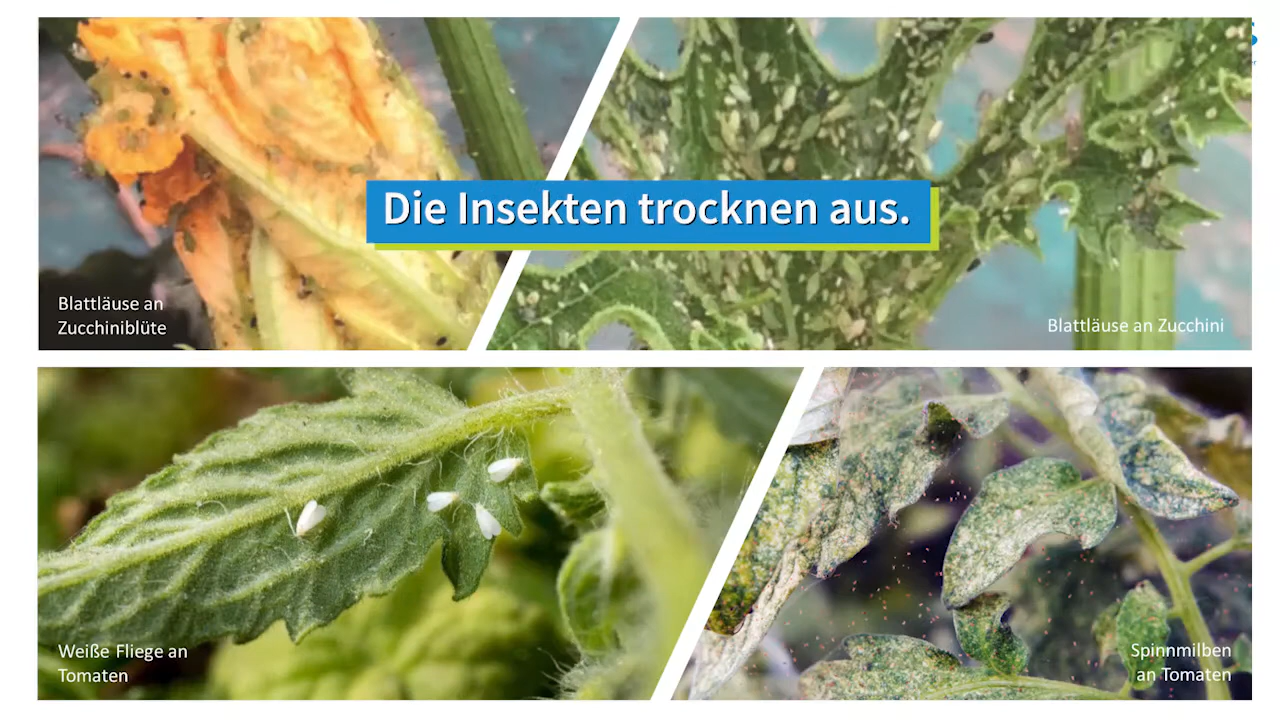 Die Insekten trocknen aus.
Blattläuse an
Zucchiniblüte
Blattläuse an Zucchini
Weiße Fliege an
Tomaten
Spinnmilben
an Tomaten